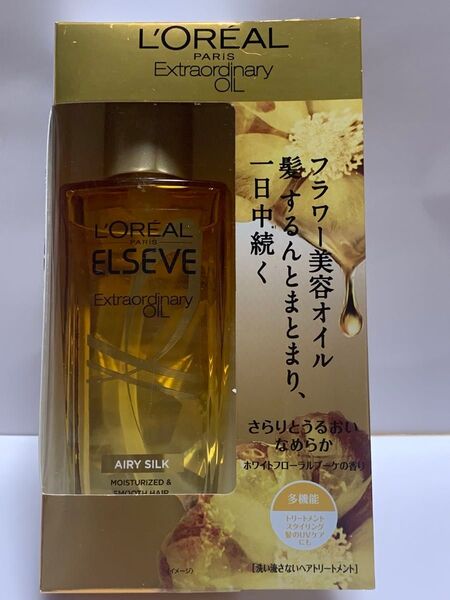 L'ORÉAL
PARIS
Extraordinary
OIL
フラワー美容オイル
髪するんとまとまり、
一日中続く
L'ORÉAL
PARIS
ELSEVE
Extraordinary
OIL
AIRY SILK
MOISTURIZED &
SMOOTH HAIR
さらりとうるおい
なめらか
ホワイトフローラルブーケの香り
多機能
トリートメント
スタイリング
髪のUVケア
にも
(イメージ)
[洗い流さないヘアトリートメント]